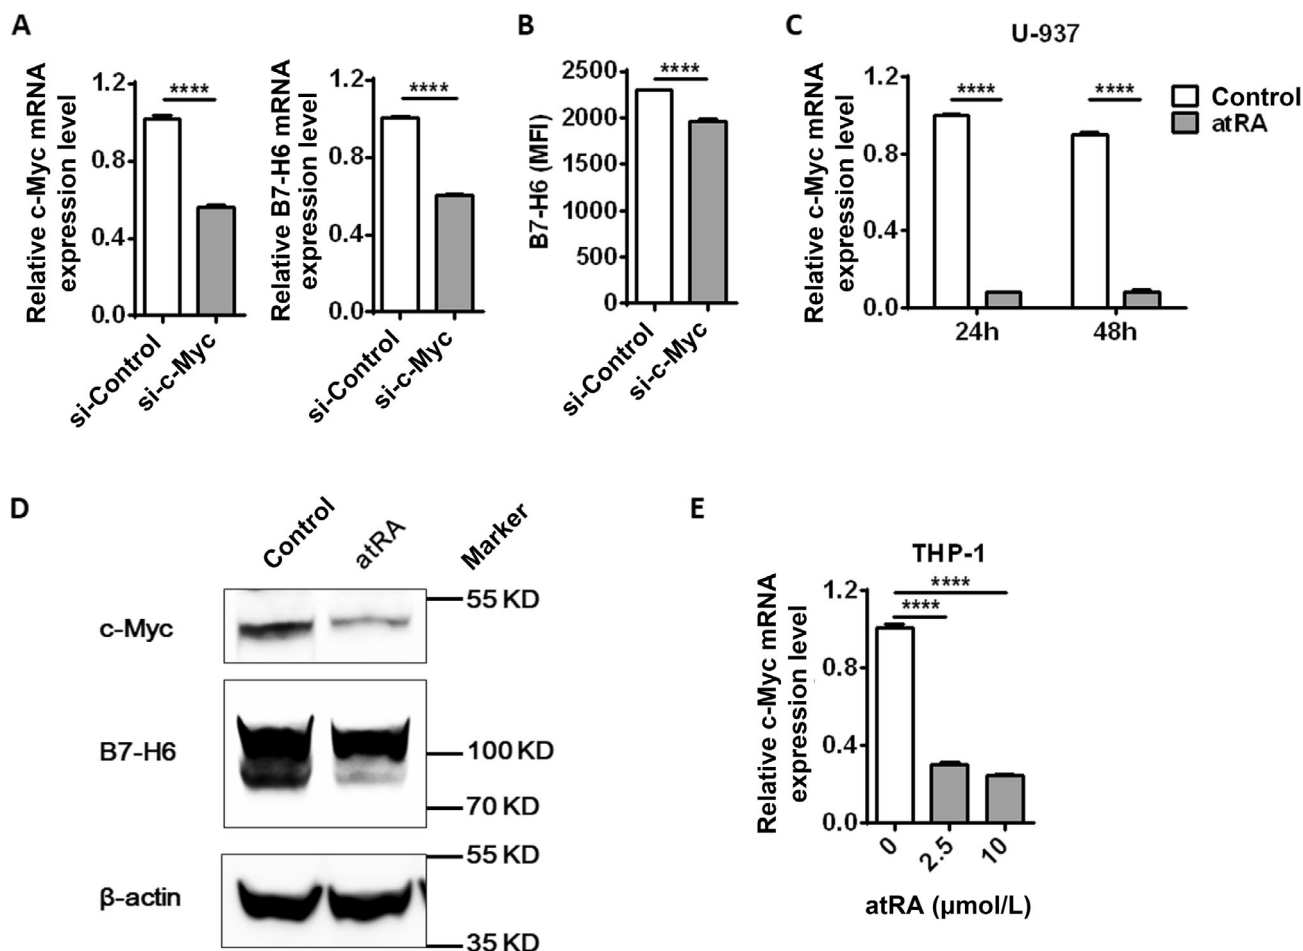 A
Relative c-Myc mRNA
expression level
1.2
0.8
0.4
0.0
****
si-Control
si-c-Myc
Relative B7-H6 mRNA
expression level
1.2
0.8
0.4
0.0
****
si-Control
si-c-Myc
B
B7-H6 (MFI)
2500
2000
1500
1000
500
0
****
si-Control
si-c-Myc
C
U-937
Relative c-Myc mRNA
expression level
1.2
0.8
0.4
0.0
****
****
24h
48h
Control
atRA
D
Control
atRA
Marker
c-Myc
55 KD
B7-H6
100 KD
70 KD
β-actin
55 KD
35 KD
E
THP-1
Relative c-Myc mRNA
expression level
1.2
0.8
0.4
0.0
****
****
0
2.5
10
atRA (μmol/L)